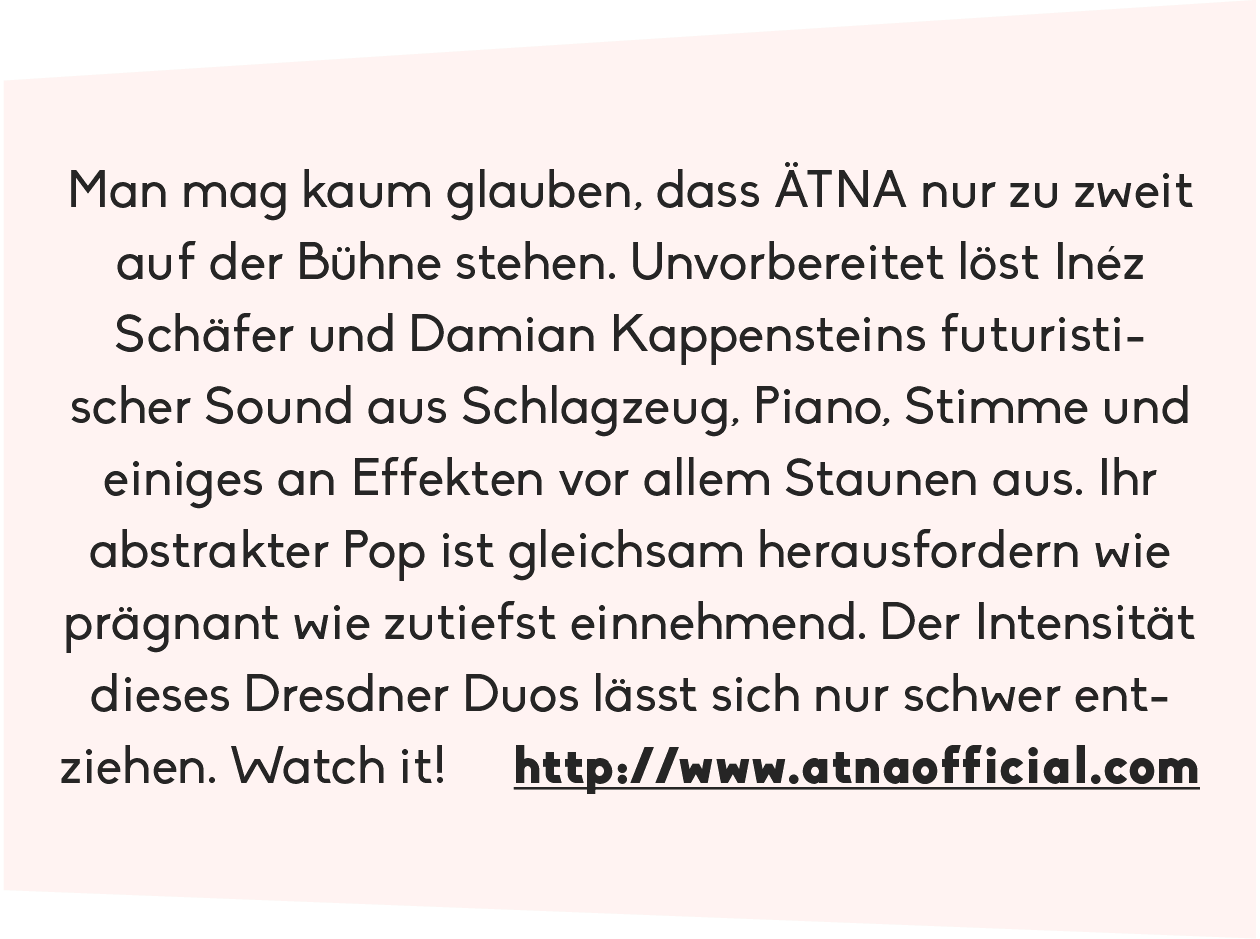 Man mag kaum glauben, dass ÄTNA nur zu zweit
auf der Bühne stehen. Unvorbereitet löst Inéz
Schäfer und Damian Kappensteins futuristi-
scher Sound aus Schlagzeug, Piano, Stimme und
einiges an Effekten vor allem Staunen aus. Ihr
abstrakter Pop ist gleichsam herausfordern wie
prägnant wie zutiefst einnehmend. Der Intensität
dieses Dresdner Duos lässt sich nur schwer ent-
ziehen. Watch it! http://www.atnaofficial.com